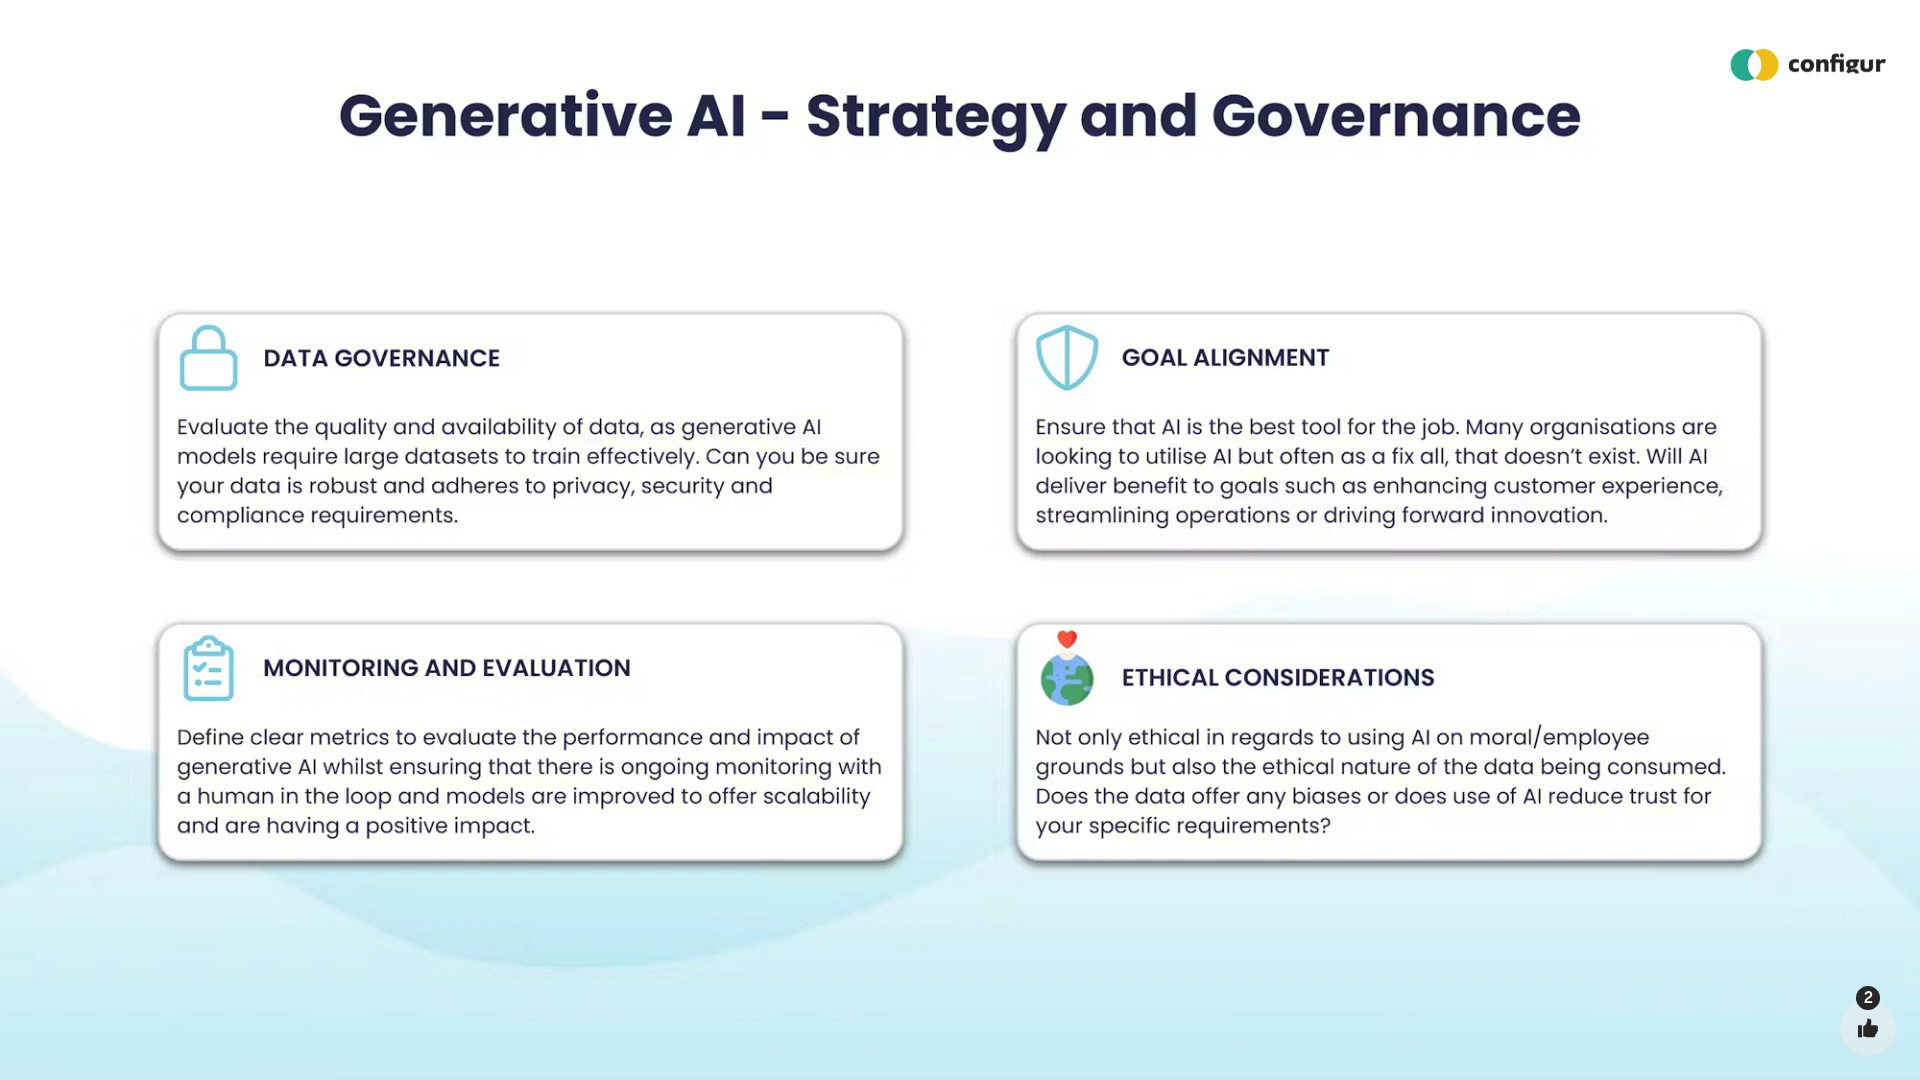 configur
Generative AI - Strategy and Governance
DATA GOVERNANCE
Evaluate the quality and availability of data, as generative AI
models require large datasets to train effectively. Can you be sure
your data is robust and adheres to privacy, security and
compliance requirements.
GOAL ALIGNMENT
Ensure that AI is the best tool for the job. Many organisations are
looking to utilise AI but often as a fix all, that doesn’t exist. Will AI
deliver benefit to goals such as enhancing customer experience,
streamlining operations or driving forward innovation.
MONITORING AND EVALUATION
Define clear metrics to evaluate the performance and impact of
generative AI whilst ensuring that there is ongoing monitoring with
a human in the loop and models are improved to offer scalability
and are having a positive impact.
ETHICAL CONSIDERATIONS
Not only ethical in regards to using AI on moral/employee
grounds but also the ethical nature of the data being consumed.
Does the data offer any biases or does use of AI reduce trust for
your specific requirements?
2